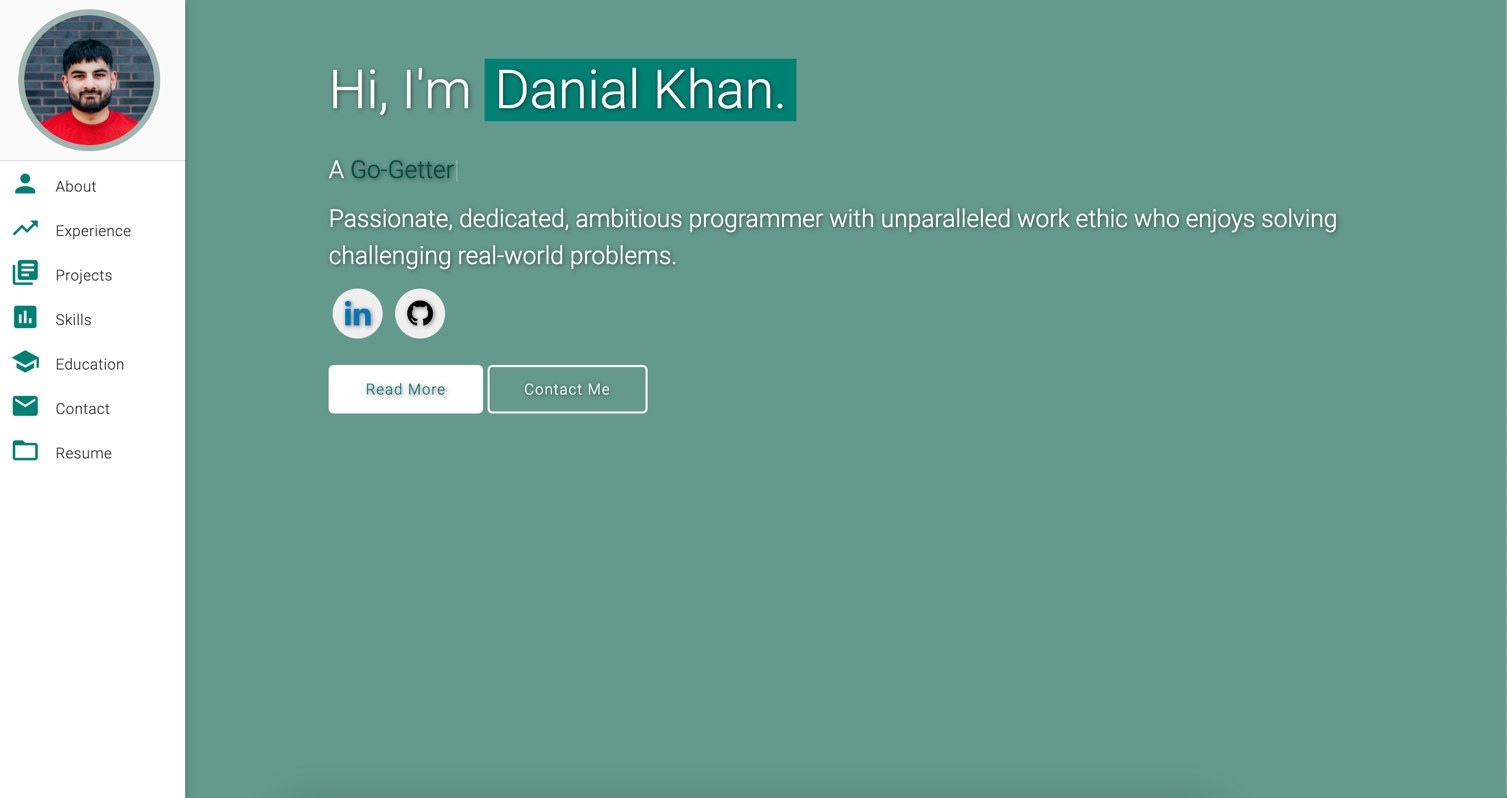 About
Experience
Projects
Skills
Education
Contact
Resume
Hi, I'm Danial Khan.
A Go-Getter
Passionate, dedicated, ambitious programmer with unparalleled work ethic who enjoys solving
challenging real-world problems.
in
Read More
Contact Me